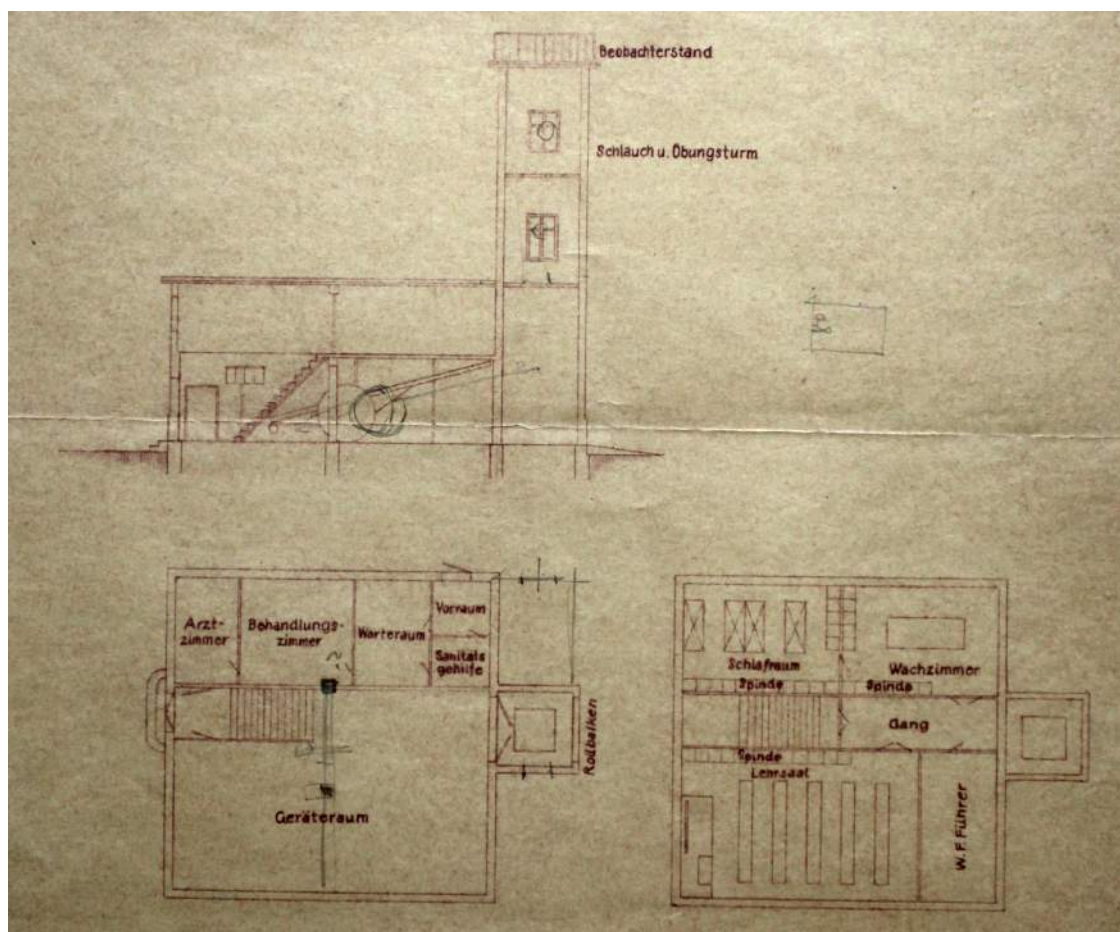 Beobachterstand
Schlauch u. Übungsturm
Arzt-
zimmer
Behandlungs-
zimmer
Warteraum
Vorraum
Sanitäts
gehilfe
Rollbalken
Geräteraum
Schlafraum
Wachzimmer
Spinde
Spinde
Gang
Spinde
Lehrsaal
W.F. Führer